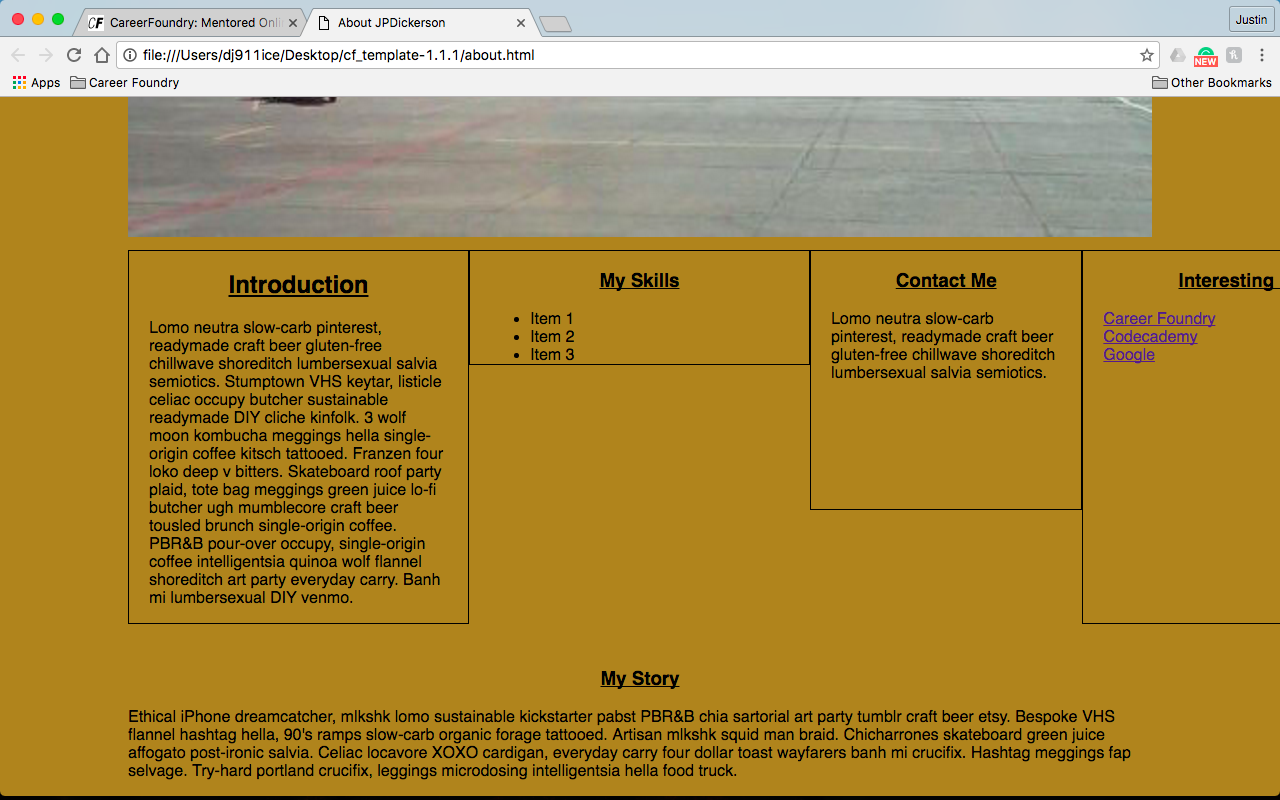 CareerFoundry: Mentored Onli
About JPDickerson
Justin
file:///Users/dj911ice/Desktop/cf_template-1.1.1/about.html
NEW
Apps
Career Foundry
Other Bookmarks
Introduction
Lomo neutra slow-carb pinterest,
readymade craft beer gluten-free
chillwave shoreditch lumbersexual salvia
semiotics. Stumptown VHS keytar, listicle
celiac occupy butcher sustainable
readymade DIY cliche kinfolk. 3 wolf
moon kombucha meggings hella single-
origin coffee kitsch tattooed. Franzen four
loko deep v bitters. Skateboard roof party
plaid, tote bag meggings green juice lo-fi
butcher ugh mumblecore craft beer
tousled brunch single-origin coffee.
PBR&B pour-over occupy, single-origin
coffee intelligentsia quinoa wolf flannel
shoreditch art party everyday carry. Banh
mi lumbersexual DIY venmo.
My Skills
• Item 1
• Item 2
• Item 3
Contact Me
Lomo neutra slow-carb
pinterest, readymade craft beer
gluten-free chillwave shoreditch
lumbersexual salvia semiotics.
Interesting
Career Foundry
Codecademy
Google
My Story
Ethical iPhone dreamcatcher, mlkshk lomo sustainable kickstarter pabst PBR&B chia sartorial art party tumblr craft beer etsy. Bespoke VHS
flannel hashtag hella, 90's ramps slow-carb organic forage tattooed. Artisan mlkshk squid man braid. Chicharrones skateboard green juice
affogato post-ironic salvia. Celiac locavore XOXO cardigan, everyday carry four dollar toast wayfarers banh mi crucifix. Hashtag meggings fap
selvage. Try-hard portland crucifix, leggings microdosing intelligentsia hella food truck.